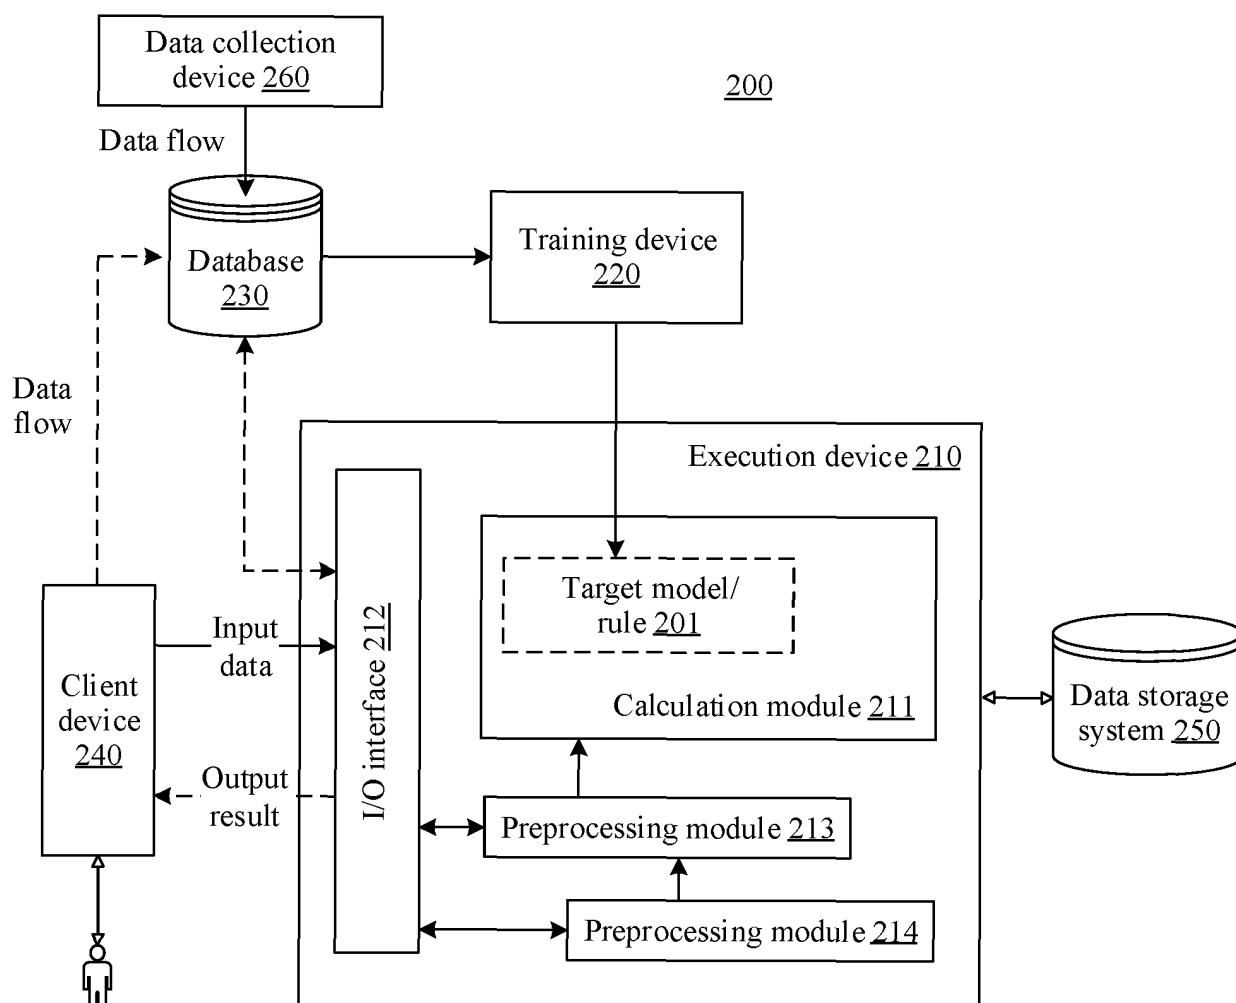 Data collection
device 260
200
Data flow
Training device
220
Database
230
Data
flow
Execution device 210
Target model/
rule 201
Input
data
I/O interface 212
Client
device
240
Calculation module 211
Data storage
system 250
Output
result
Preprocessing module 213
Preprocessing module 214